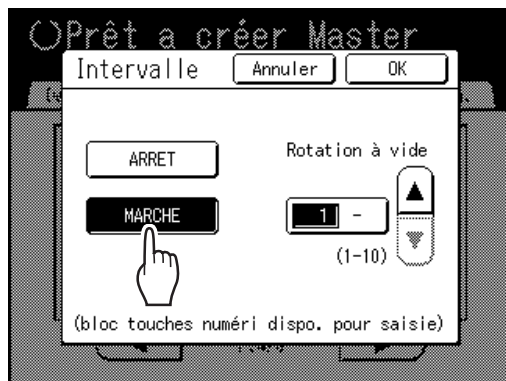 Prêt a créer Master
Intervalle Annuler OK
ARRET
Rotation à vide
MARCHE
1 -
(1-10)
(bloc touches numéri dispo. pour saisie)